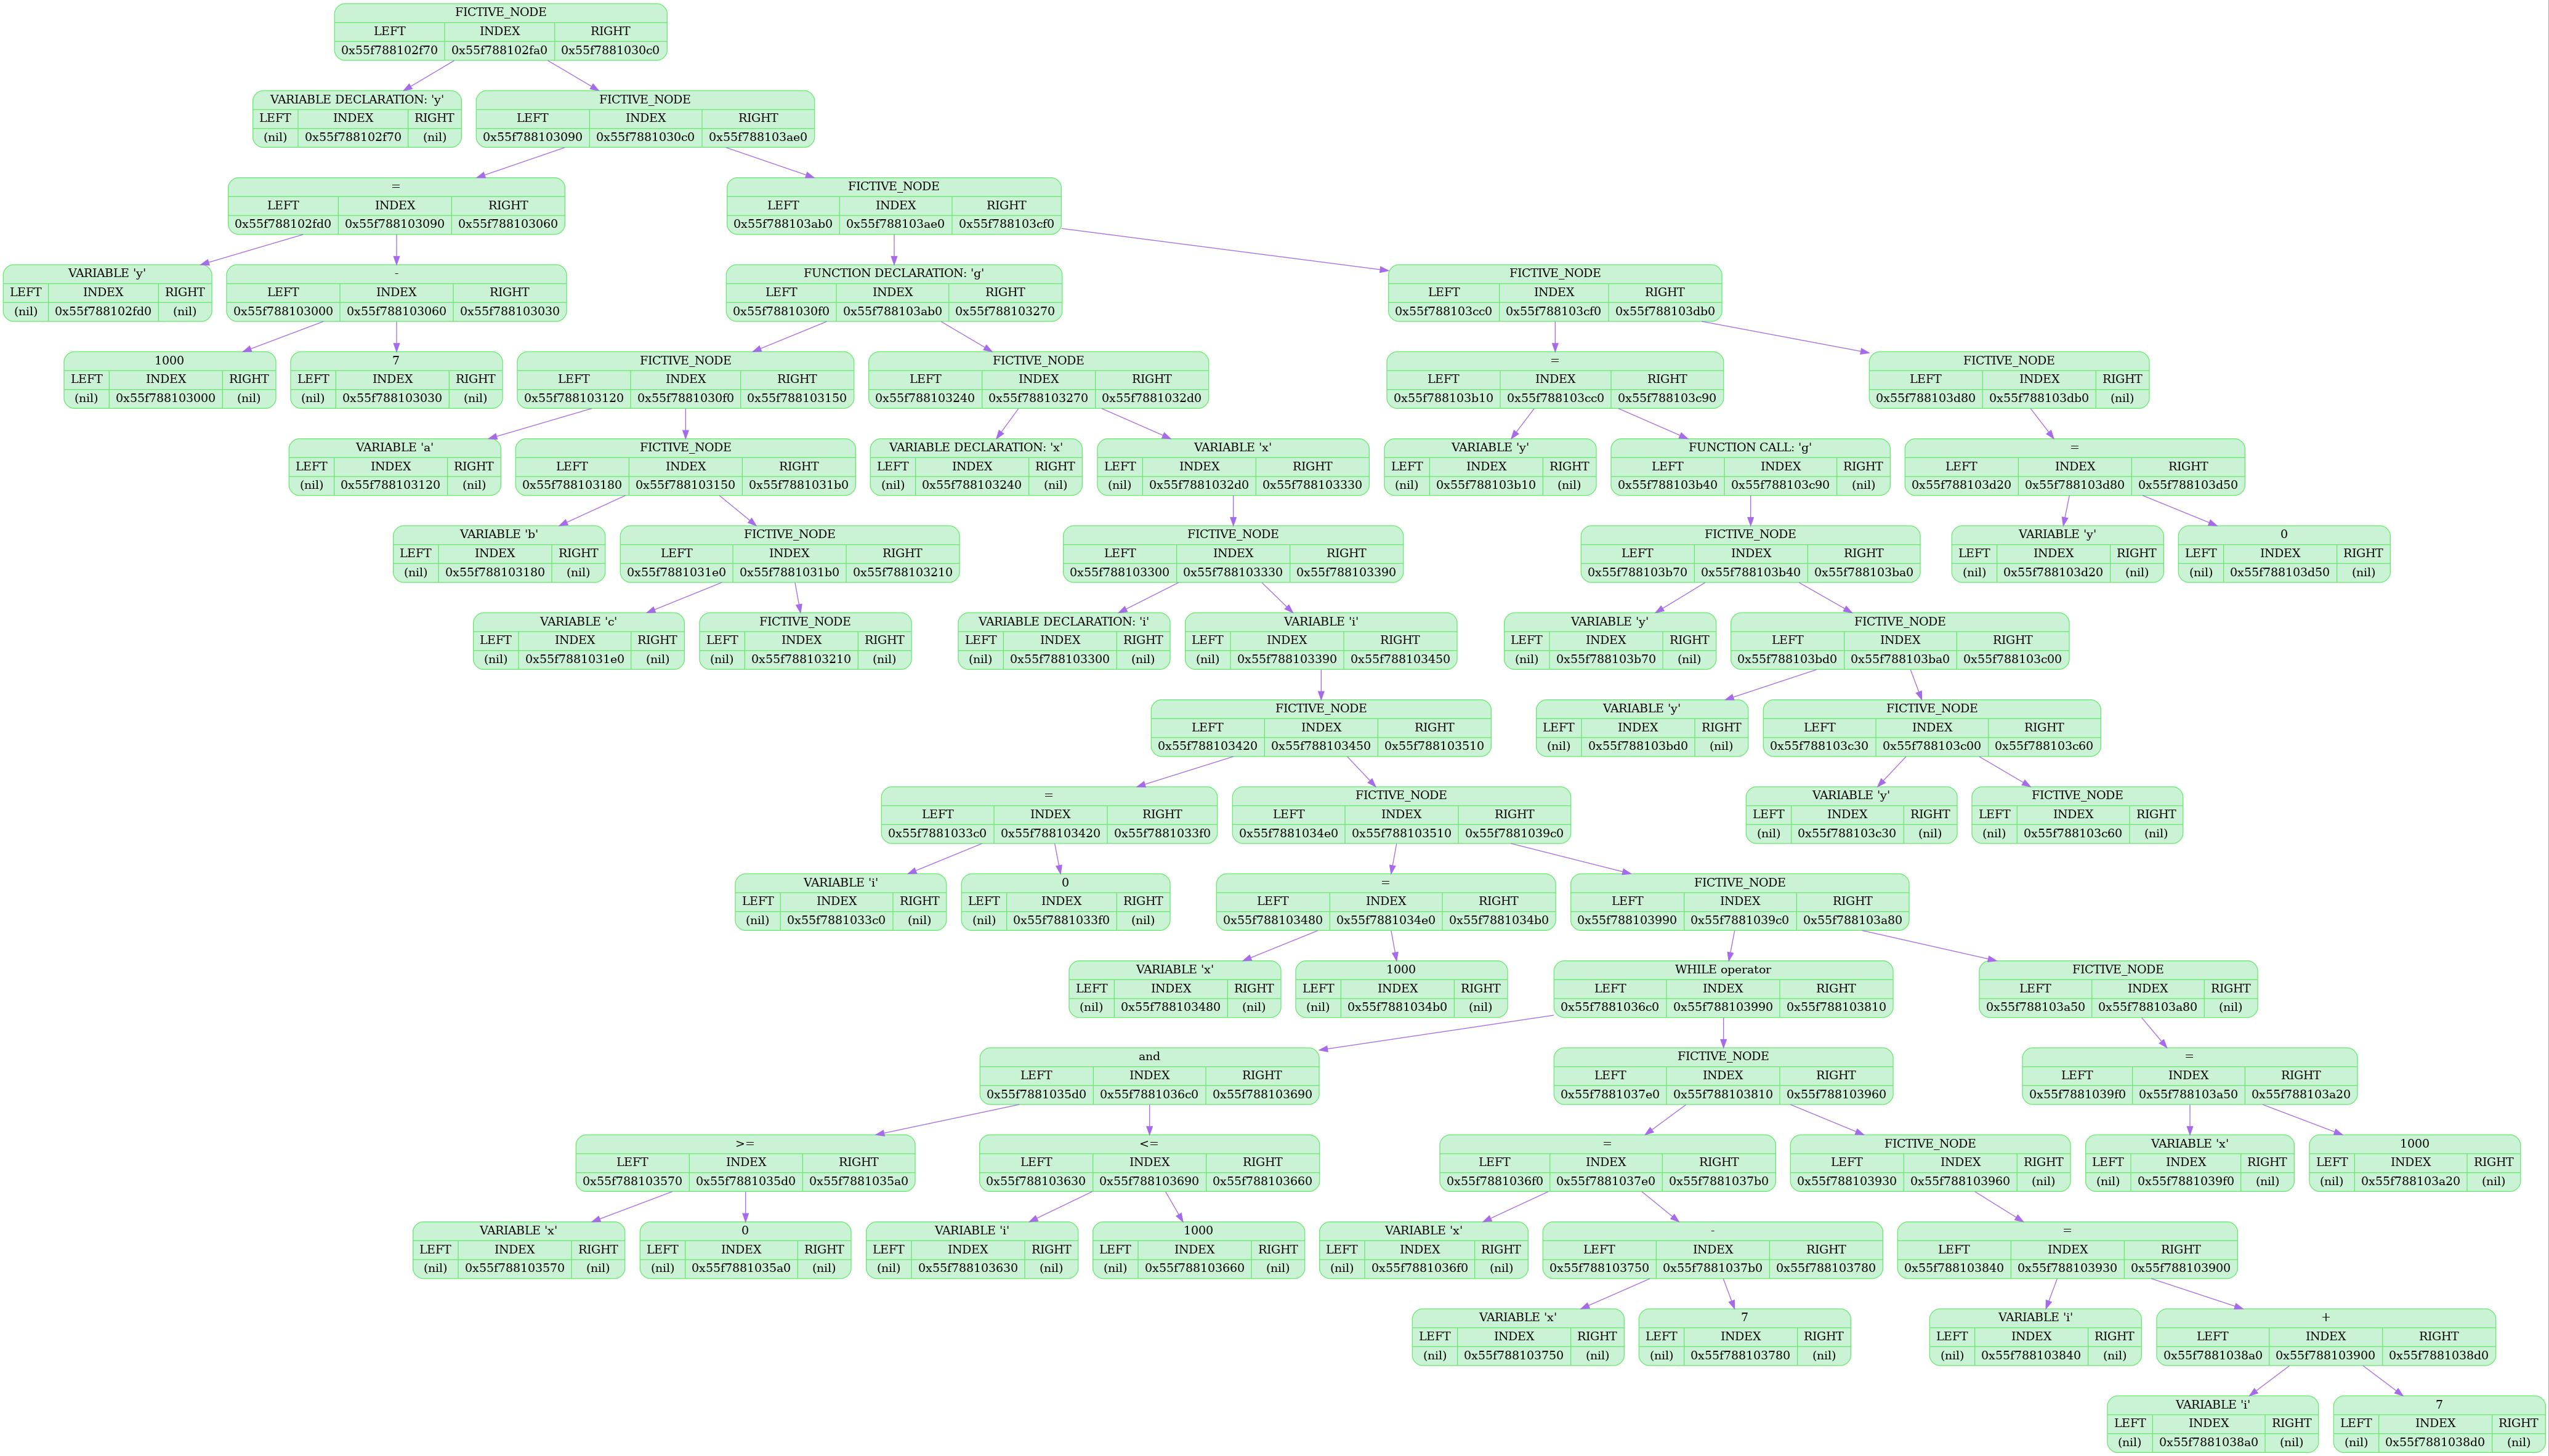 FICTIVE_NODE
LEFT INDEX RIGHT
0x55f788102f70 0x55f788102fa0 0x55f7881030c0
VARIABLE DECLARATION: 'y'
LEFT INDEX RIGHT
(nil) 0x55f788102f70 (nil)
FICTIVE_NODE
LEFT INDEX RIGHT
0x55f788103090 0x55f7881030c0 0x55f788103ae0
=
LEFT INDEX RIGHT
0x55f788102fd0 0x55f788103090 0x55f788103060
FICTIVE_NODE
LEFT INDEX RIGHT
0x55f788103ab0 0x55f788103ae0 0x55f788103cf0
VARIABLE 'y'
LEFT INDEX RIGHT
(nil) 0x55f788102fd0 (nil)
-
LEFT INDEX RIGHT
0x55f788103000 0x55f788103060 0x55f788103030
FUNCTION DECLARATION: 'g'
LEFT INDEX RIGHT
0x55f7881030f0 0x55f788103ab0 0x55f788103270
FICTIVE_NODE
LEFT INDEX RIGHT
0x55f788103cc0 0x55f788103cf0 0x55f788103db0
1000
LEFT INDEX RIGHT
(nil) 0x55f788103000 (nil)
7
LEFT INDEX RIGHT
(nil) 0x55f788103030 (nil)
FICTIVE_NODE
LEFT INDEX RIGHT
0x55f788103120 0x55f7881030f0 0x55f788103150
FICTIVE_NODE
LEFT INDEX RIGHT
0x55f788103240 0x55f788103270 0x55f7881032d0
=
LEFT INDEX RIGHT
0x55f788103b10 0x55f788103cc0 0x55f788103c90
FICTIVE_NODE
LEFT INDEX RIGHT
0x55f788103d80 0x55f788103db0 (nil)
VARIABLE 'a'
LEFT INDEX RIGHT
(nil) 0x55f788103120 (nil)
FICTIVE_NODE
LEFT INDEX RIGHT
0x55f788103180 0x55f788103150 0x55f7881031b0
VARIABLE DECLARATION: 'x'
LEFT INDEX RIGHT
(nil) 0x55f788103240 (nil)
VARIABLE 'x'
LEFT INDEX RIGHT
(nil) 0x55f7881032d0 0x55f788103330
VARIABLE 'y'
LEFT INDEX RIGHT
(nil) 0x55f788103b10 (nil)
FUNCTION CALL: 'g'
LEFT INDEX RIGHT
0x55f788103b40 0x55f788103c90 (nil)
=
LEFT INDEX RIGHT
0x55f788103d20 0x55f788103d80 0x55f788103d50
VARIABLE 'b'
LEFT INDEX RIGHT
(nil) 0x55f788103180 (nil)
FICTIVE_NODE
LEFT INDEX RIGHT
0x55f7881031e0 0x55f7881031b0 0x55f788103210
FICTIVE_NODE
LEFT INDEX RIGHT
0x55f788103300 0x55f788103330 0x55f788103390
FICTIVE_NODE
LEFT INDEX RIGHT
0x55f788103b70 0x55f788103b40 0x55f788103ba0
VARIABLE 'y'
LEFT INDEX RIGHT
(nil) 0x55f788103d20 (nil)
0
LEFT INDEX RIGHT
(nil) 0x55f788103d50 (nil)
VARIABLE 'c'
LEFT INDEX RIGHT
(nil) 0x55f7881031e0 (nil)
FICTIVE_NODE
LEFT INDEX RIGHT
(nil) 0x55f788103210 (nil)
VARIABLE DECLARATION: 'i'
LEFT INDEX RIGHT
(nil) 0x55f788103300 (nil)
VARIABLE 'i'
LEFT INDEX RIGHT
(nil) 0x55f788103390 0x55f788103450
VARIABLE 'y'
LEFT INDEX RIGHT
(nil) 0x55f788103b70 (nil)
FICTIVE_NODE
LEFT INDEX RIGHT
0x55f788103bd0 0x55f788103ba0 0x55f788103c00
FICTIVE_NODE
LEFT INDEX RIGHT
0x55f788103420 0x55f788103450 0x55f788103510
VARIABLE 'y'
LEFT INDEX RIGHT
(nil) 0x55f788103bd0 (nil)
FICTIVE_NODE
LEFT INDEX RIGHT
0x55f788103c30 0x55f788103c00 0x55f788103c60
=
LEFT INDEX RIGHT
0x55f7881033c0 0x55f788103420 0x55f7881033f0
FICTIVE_NODE
LEFT INDEX RIGHT
0x55f7881034e0 0x55f788103510 0x55f7881039c0
VARIABLE 'y'
LEFT INDEX RIGHT
(nil) 0x55f788103c30 (nil)
FICTIVE_NODE
LEFT INDEX RIGHT
(nil) 0x55f788103c60 (nil)
VARIABLE 'i'
LEFT INDEX RIGHT
(nil) 0x55f7881033c0 (nil)
0
LEFT INDEX RIGHT
(nil) 0x55f7881033f0 (nil)
=
LEFT INDEX RIGHT
0x55f788103480 0x55f7881034e0 0x55f7881034b0
FICTIVE_NODE
LEFT INDEX RIGHT
0x55f788103990 0x55f7881039c0 0x55f788103a80
VARIABLE 'x'
LEFT INDEX RIGHT
(nil) 0x55f788103480 (nil)
1000
LEFT INDEX RIGHT
(nil) 0x55f7881034b0 (nil)
WHILE operator
LEFT INDEX RIGHT
0x55f7881036c0 0x55f788103990 0x55f788103810
FICTIVE_NODE
LEFT INDEX RIGHT
0x55f788103a50 0x55f788103a80 (nil)
and
LEFT INDEX RIGHT
0x55f7881035d0 0x55f7881036c0 0x55f788103690
FICTIVE_NODE
LEFT INDEX RIGHT
0x55f7881037e0 0x55f788103810 0x55f788103960
=
LEFT INDEX RIGHT
0x55f7881039f0 0x55f788103a50 0x55f788103a20
>=
LEFT INDEX RIGHT
0x55f788103570 0x55f7881035d0 0x55f7881035a0
<=
LEFT INDEX RIGHT
0x55f788103630 0x55f788103690 0x55f788103660
=
LEFT INDEX RIGHT
0x55f7881036f0 0x55f7881037e0 0x55f7881037b0
FICTIVE_NODE
LEFT INDEX RIGHT
0x55f788103930 0x55f788103960 (nil)
VARIABLE 'x'
LEFT INDEX RIGHT
(nil) 0x55f7881039f0 (nil)
1000
LEFT INDEX RIGHT
(nil) 0x55f788103a20 (nil)
VARIABLE 'x'
LEFT INDEX RIGHT
(nil) 0x55f788103570 (nil)
0
LEFT INDEX RIGHT
(nil) 0x55f7881035a0 (nil)
VARIABLE 'i'
LEFT INDEX RIGHT
(nil) 0x55f788103630 (nil)
1000
LEFT INDEX RIGHT
(nil) 0x55f788103660 (nil)
VARIABLE 'x'
LEFT INDEX RIGHT
(nil) 0x55f7881036f0 (nil)
-
LEFT INDEX RIGHT
0x55f788103750 0x55f7881037b0 0x55f788103780
=
LEFT INDEX RIGHT
0x55f788103840 0x55f788103930 0x55f788103900
VARIABLE 'x'
LEFT INDEX RIGHT
(nil) 0x55f788103750 (nil)
7
LEFT INDEX RIGHT
(nil) 0x55f788103780 (nil)
VARIABLE 'i'
LEFT INDEX RIGHT
(nil) 0x55f788103840 (nil)
+
LEFT INDEX RIGHT
0x55f7881038a0 0x55f788103900 0x55f7881038d0
VARIABLE 'i'
LEFT INDEX RIGHT
(nil) 0x55f7881038a0 (nil)
7
LEFT INDEX RIGHT
(nil) 0x55f7881038d0 (nil)